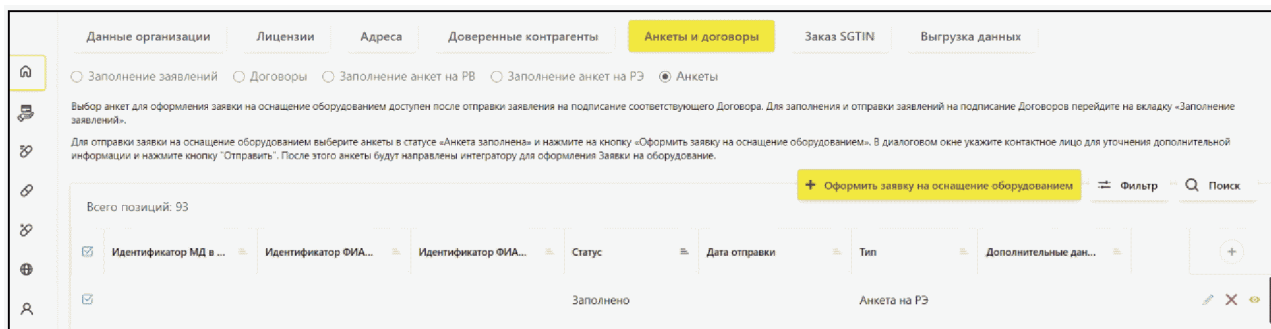 Данные организации Лицензии Адреса Доверенные контрагенты Анкеты и договоры Заказ SGTIN Выгрузка данных
Заполнение заявлений Договоры Заполнение анкет на РВ Заполнение анкет на РЭ Анкеты
Выбор анкет для оформления заявки на оснащение оборудованием доступен после отправки заявления на подписание соответствующего Договора. Для заполнения и отправки заявлений на подписание Договоров перейдите на вкладку «Заполнение
заявлений».
Для отправки заявки на оснащение оборудованием выберите анкеты в статусе «Анкета заполнена» и нажмите на кнопку «Оформить заявку на оснащение оборудованием». В диалоговом окне укажите контактное лицо для уточнения дополнительной
информации и нажмите кнопку "Отправить". После этого анкеты будут направлены интегратору для оформления Заявки на оборудование.
+ Оформить заявку на оснащение оборудованием Фильтр Поиск
Всего позиций: 93
Идентификатор МД в ... Идентификатор ФИА... Идентификатор ФИА... Статус Дата отправки Тип Дополнительные дан...
Заполнено Анкета на РЭ